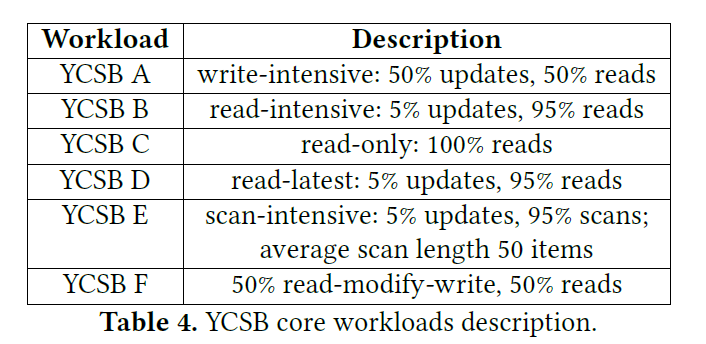 Workload Description
YCSB A write-intensive: 50% updates, 50% reads
YCSB B read-intensive: 5% updates, 95% reads
YCSB C read-only: 100% reads
YCSB D read-latest: 5% updates, 95% reads
YCSB E scan-intensive: 5% updates, 95% scans;
average scan length 50 items
YCSB F 50% read-modify-write, 50% reads
Table 4. YCSB core workloads description.